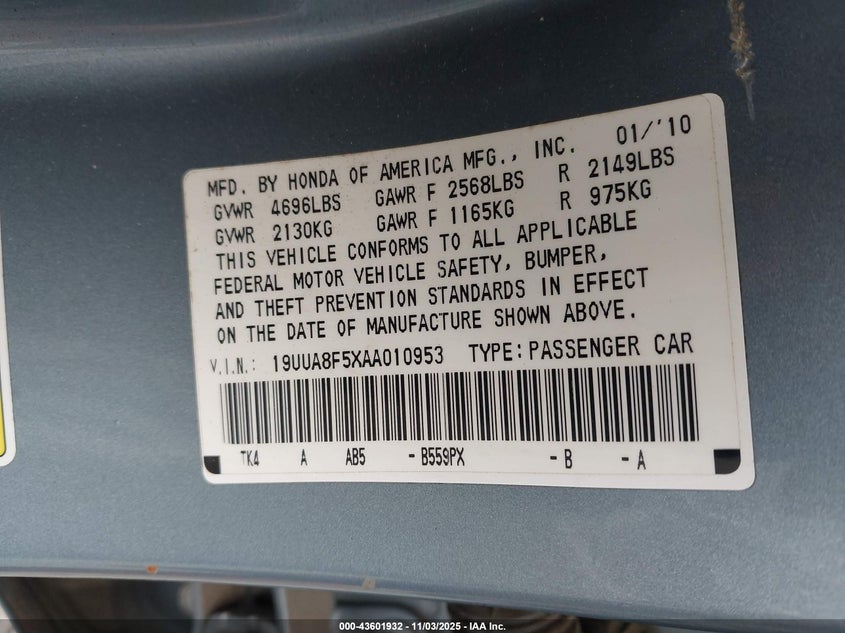 MFD. BY HONDA OF AMERICA MFG., INC. 01/'10
GVWR 4696LBS GAWR F 2568LBS R 2149LBS
GVWR 2130KG GAWR F 1165KG R 975KG
THIS VEHICLE CONFORMS TO ALL APPLICABLE
FEDERAL MOTOR VEHICLE SAFETY, BUMPER,
AND THEFT PREVENTION STANDARDS IN EFFECT
ON THE DATE OF MANUFACTURE SHOWN ABOVE.
V.I.N.: 19UUA8F5XAA010953 TYPE:PASSENGER CAR
TK4 A AB5 -B559PX -B -A
000-43601932 - 11/03/2025 - IAA Inc.